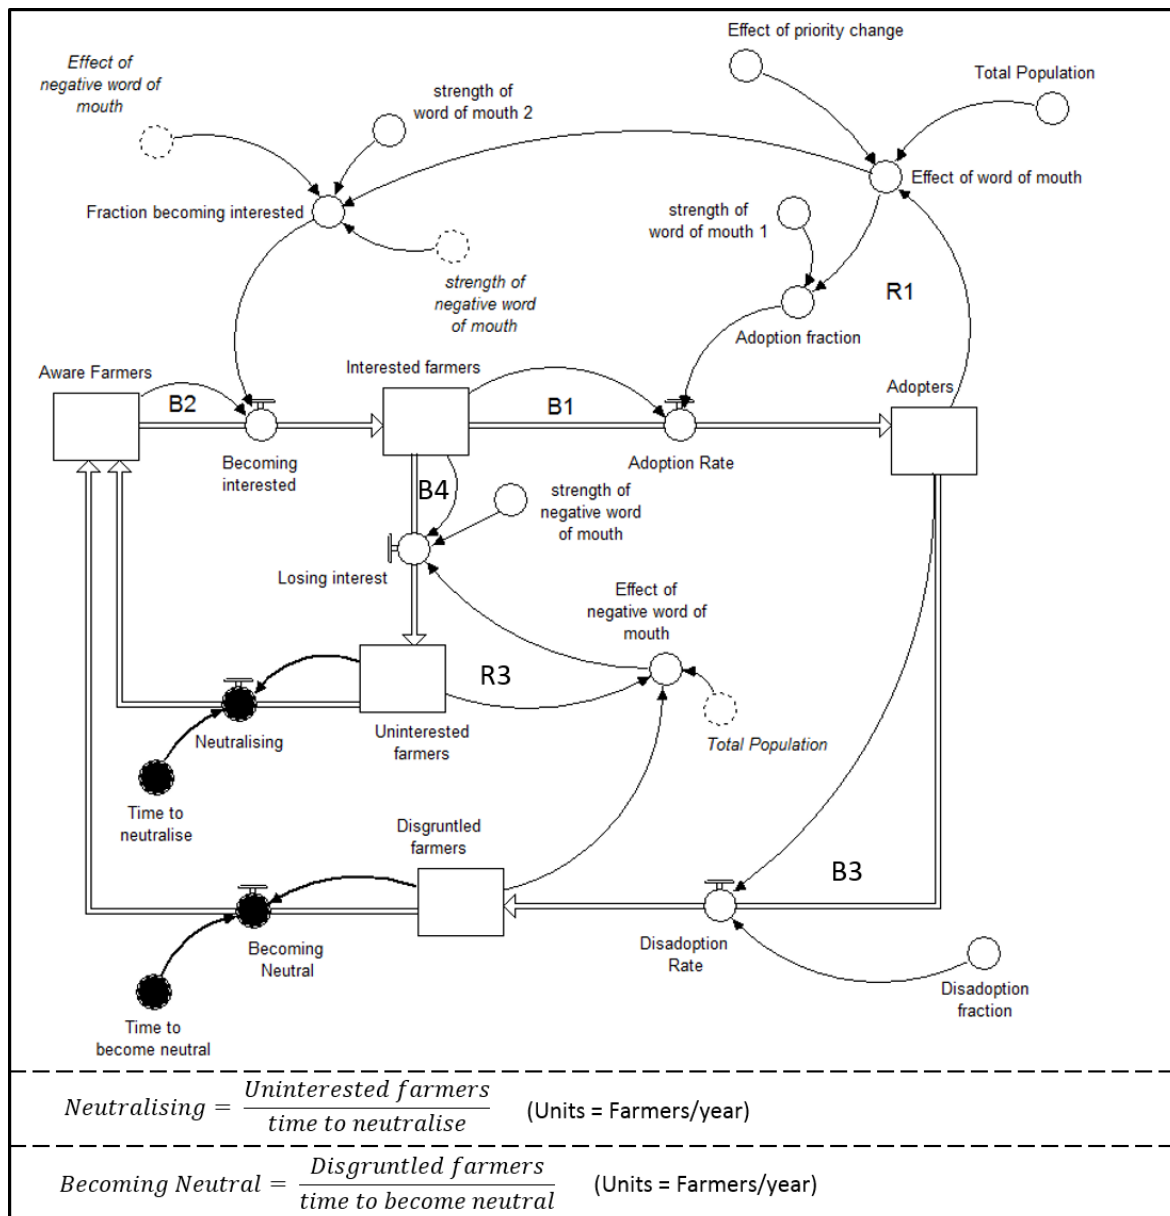 Effect of priority change
Effect of
negative word of
mouth
Total Population
strength of
word of mouth 2
Effect of word of mouth
Fraction becoming interested
strength of
word of mouth 1
strength of
negative word
of mouth
R1
Adoption fraction
Aware Farmers
Interested farmers
Adopters
B2
B1
Becoming
interested
Adoption Rate
B4
strength of
negative word
of mouth
Losing interest
Effect of
negative word of
mouth
R3
Neutralising
Uninterested
farmers
Total Population
Time to
neutralise
Disgruntled
farmers
B3
Becoming
Neutral
Disadoption
Rate
Disadoption
fraction
Time to
become neutral
Neutralising = Uninterested farmers / time to neutralise (Units = Farmers/year)
Becoming Neutral = Disgruntled farmers / time to become neutral (Units = Farmers/year)